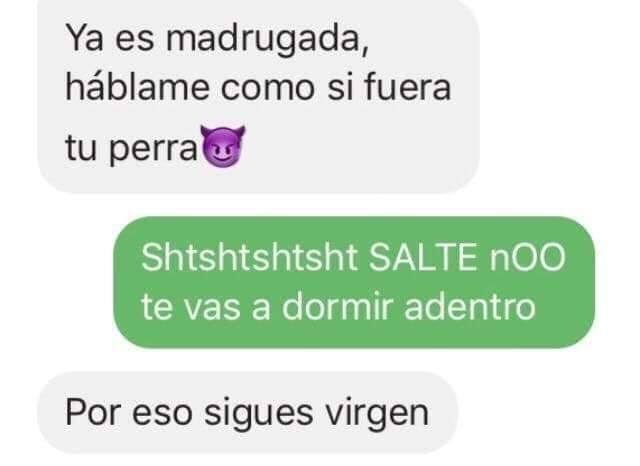 Ya es madrugada,
háblame como si fuera
tu perra😈
Shtshtshtsht SALTE nOO
te vas a dormir adentro
Por eso sigues virgen